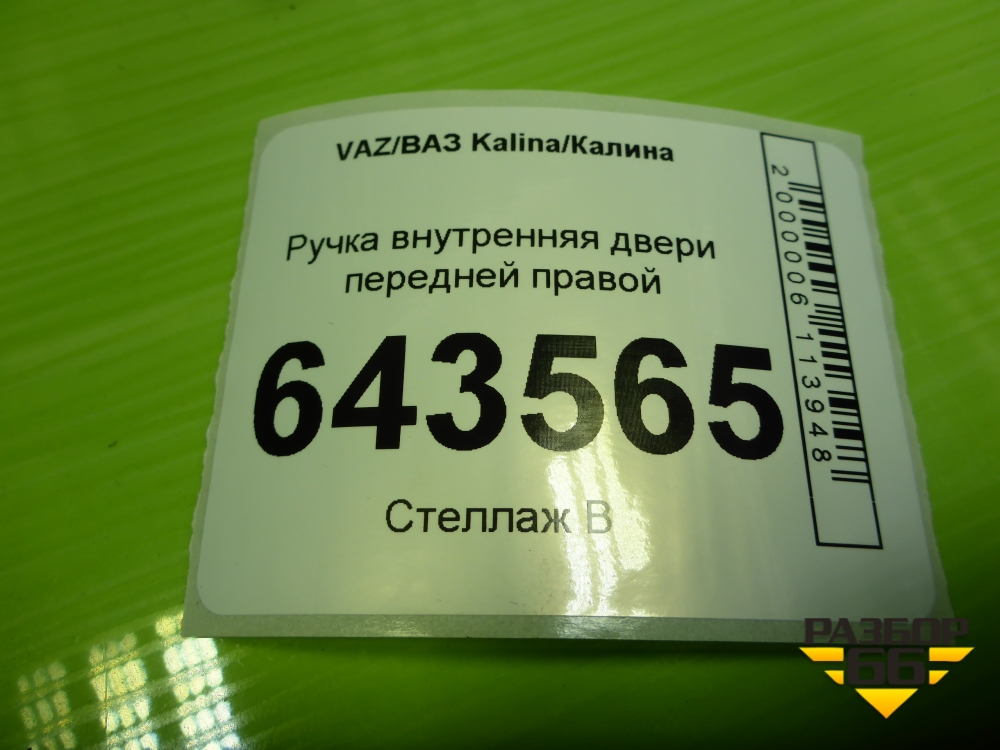 VAZ/ВАЗ Kalina/Калина
Ручка внутренняя двери
передней правой
643565
Стеллаж В
2000006113948
РАЗБОР
66